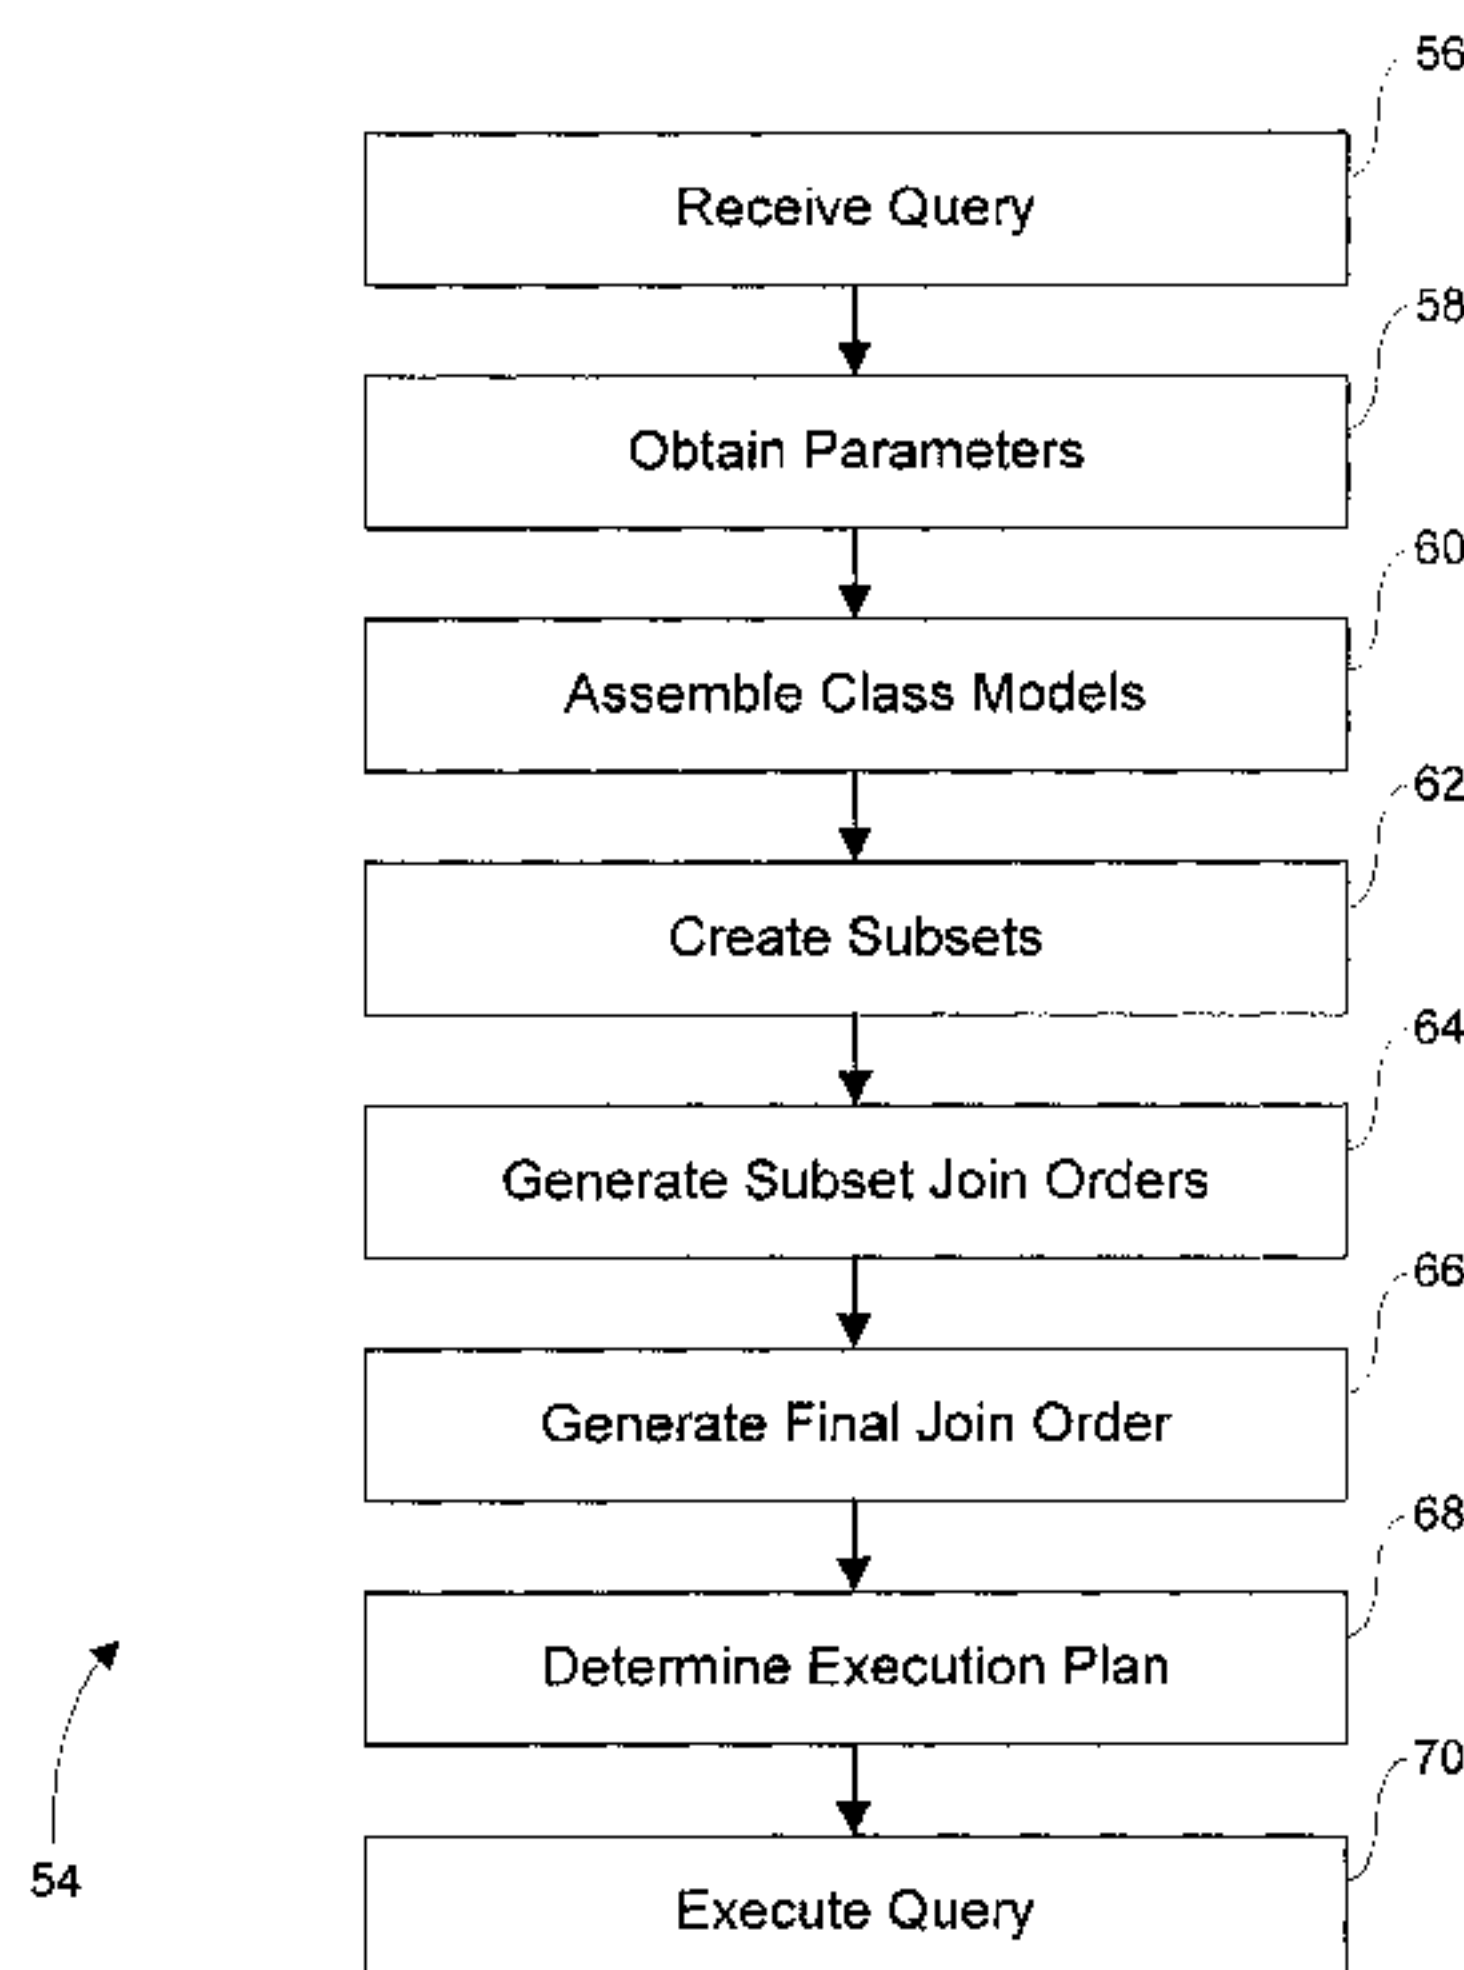 56
Receive Query
58
Obtain Parameters
60
Assemble Class Models
62
Create Subsets
64
Generate Subset Join Orders
66
Generate Final Join Order
68
Determine Execution Plan
70
54
Execute Query